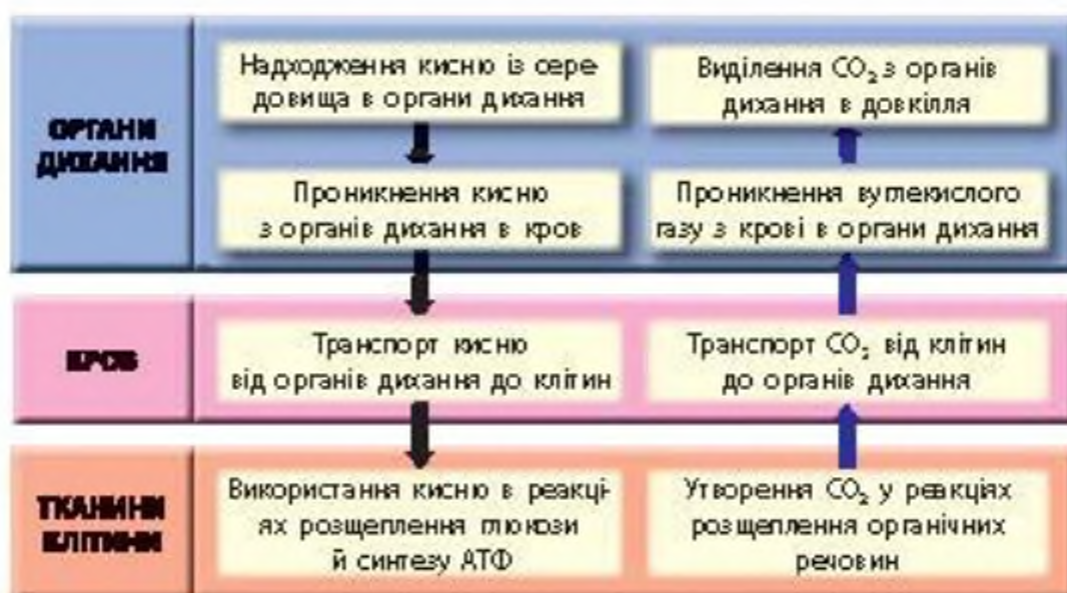 ОРГАНИ
ДИХАННЯ
Надходження кисню із сере
довища в органи дихання
Виділення CO₂ з органів
дихання в довкілля
Проникнення кисню
з органів дихання в кров
Проникнення вуглекислого
газу з крові в органи дихання
КРОВ
Транспорт кисню
від органів дихання до клітин
Транспорт CO₂ від клітин
до органів дихання
ТКАНИНИ
КЛІТИНИ
Використання кисню в реакці-
ях розщеплення глюкози
й синтезу АТФ
Утворення CO₂ у реакціях
розщеплення органічних
речовин